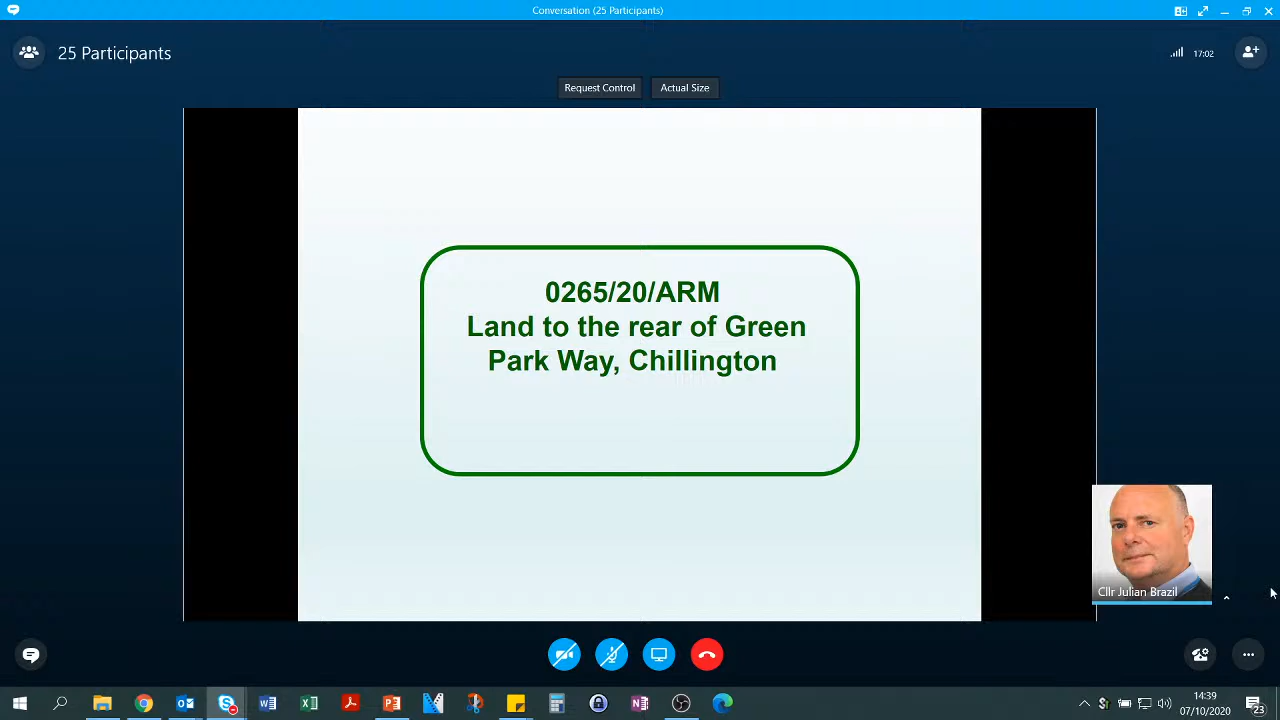 Conversation (25 Participants)
25 Participants
17:02
Request Control
Actual Size
0265/20/ARM
Land to the rear of Green
Park Way, Chillington
Cllr Julian Brazil
14:39
07/10/2020
23